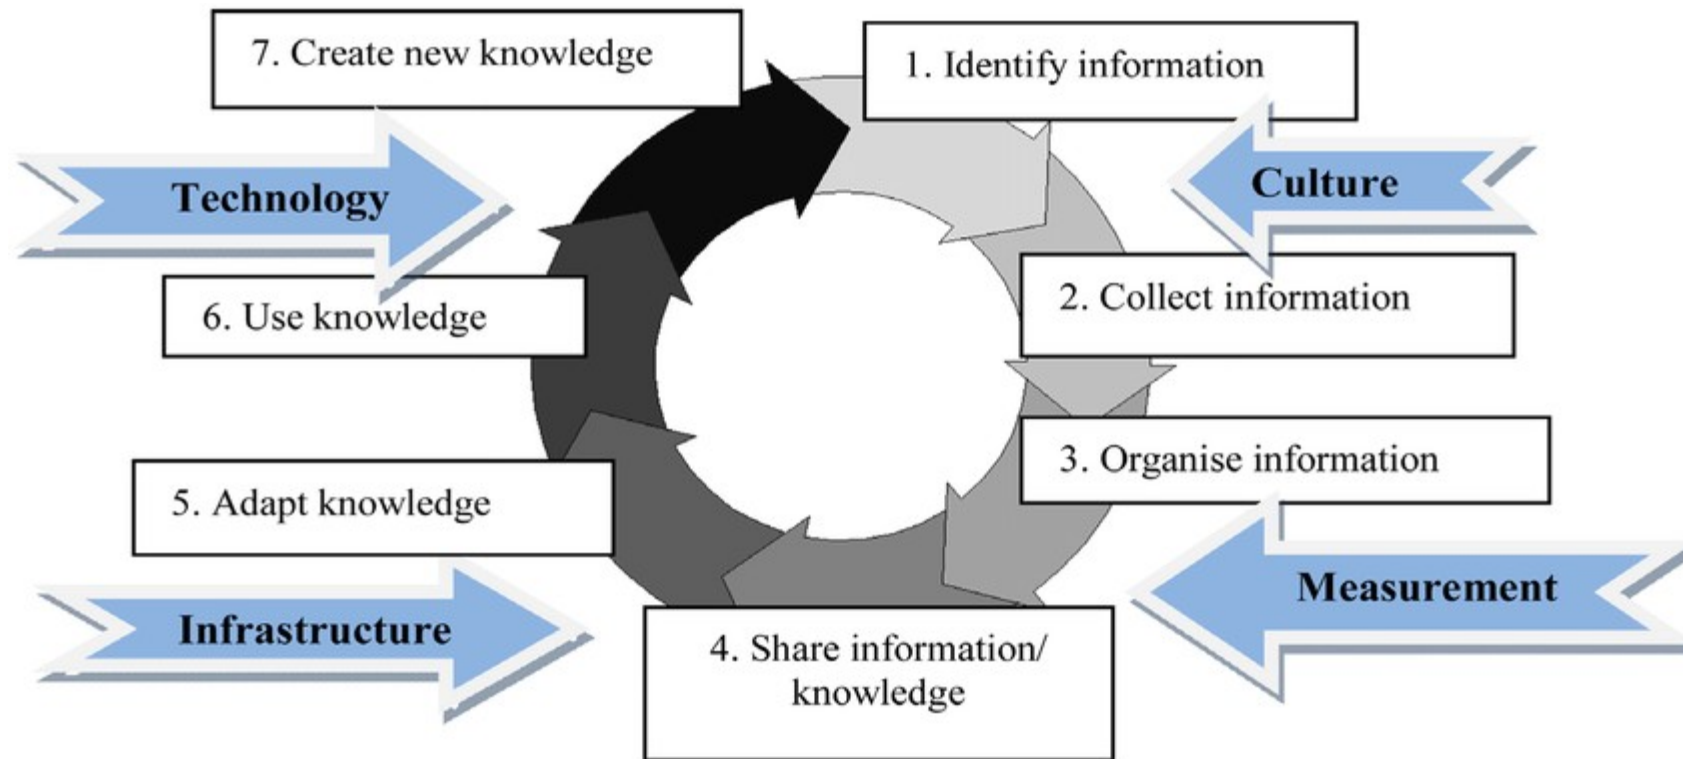 7. Create new knowledge
1. Identify information
Technology
Culture
6. Use knowledge
2. Collect information
5. Adapt knowledge
3. Organise information
Infrastructure
Measurement
4. Share information/
knowledge